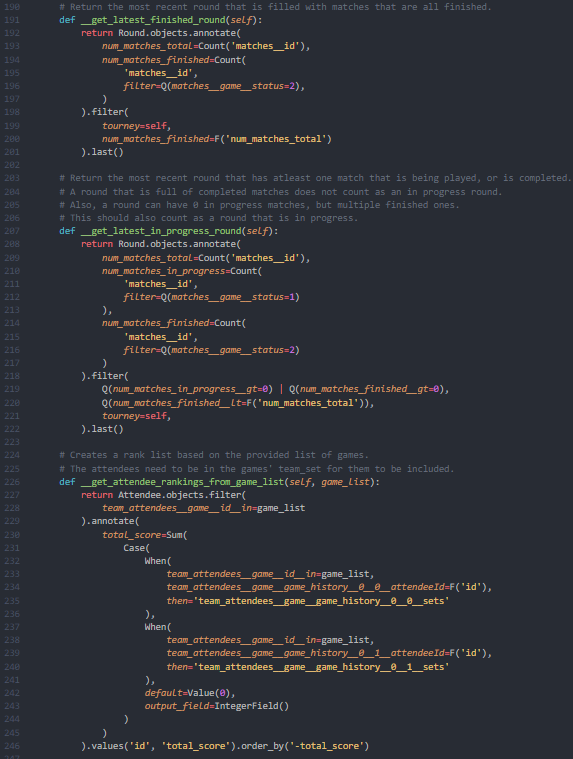 190 # Return the most recent round that is filled with matches that are all finished.
191 def __get_latest_finished_round(self):
192 return Round.objects.annotate(
193 num_matches_total=Count('matches__id'),
194 num_matches_finished=Count(
195 'matches__id',
196 filter=Q(matches__game__status=2),
197 )
198 ).filter(
199 tourney=self,
200 num_matches_finished=F('num_matches_total')
201 ).last()
202
203 # Return the most recent round that has atleast one match that is being played, or is completed.
204 # A round that is full of completed matches does not count as an in progress round.
205 # Also, a round can have 0 in progress matches, but multiple finished ones.
206 # This should also count as a round that is in progress.
207 def __get_latest_in_progress_round(self):
208 return Round.objects.annotate(
209 num_matches_total=Count('matches__id'),
210 num_matches_in_progress=Count(
211 'matches__id',
212 filter=Q(matches__game__status=1)
213 ),
214 num_matches_finished=Count(
215 'matches__id',
216 filter=Q(matches__game__status=2)
217 )
218 ).filter(
219 Q(num_matches_in_progress__gt=0) | Q(num_matches_finished__gt=0),
220 Q(num_matches_finished__lt=F('num_matches_total')),
221 tourney=self,
222 ).last()
223
224 # Creates a rank list based on the provided list of games.
225 # The attendees need to be in the games' team_set for them to be included.
226 def __get_attendee_rankings_from_game_list(self, game_list):
227 return Attendee.objects.filter(
228 team_attendees__game__id__in=game_list
229 ).annotate(
230 total_score=Sum(
231 Case(
232 When(
233 team_attendees__game__id__in=game_list,
234 team_attendees__game__game_history__0__0__attendeeId=F('id'),
235 then='team_attendees__game__game_history__0__0__sets'
236 ),
237 When(
238 team_attendees__game__id__in=game_list,
239 team_attendees__game__game_history__0__1__attendeeId=F('id'),
240 then='team_attendees__game__game_history__0__1__sets'
241 ),
242 default=Value(0),
243 output_field=IntegerField()
244 )
245 )
246 ).values('id', 'total_score').order_by('-total_score')